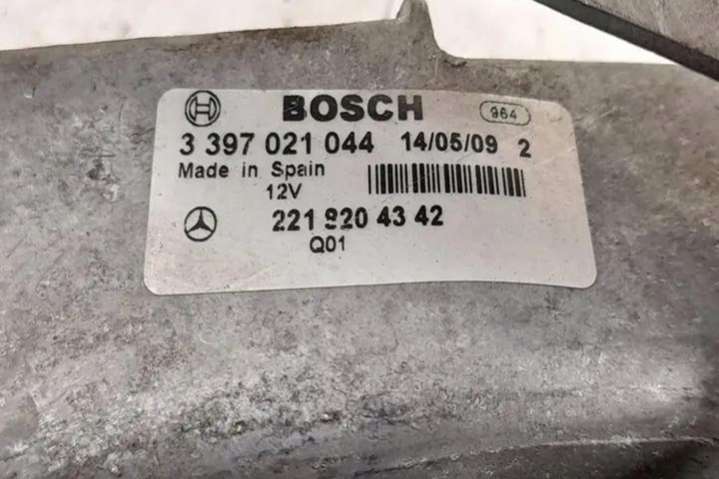 BOSCH 964
3 397 021 044 14/05/09 2
Made in Spain
12V
221 820 43 42
Q01